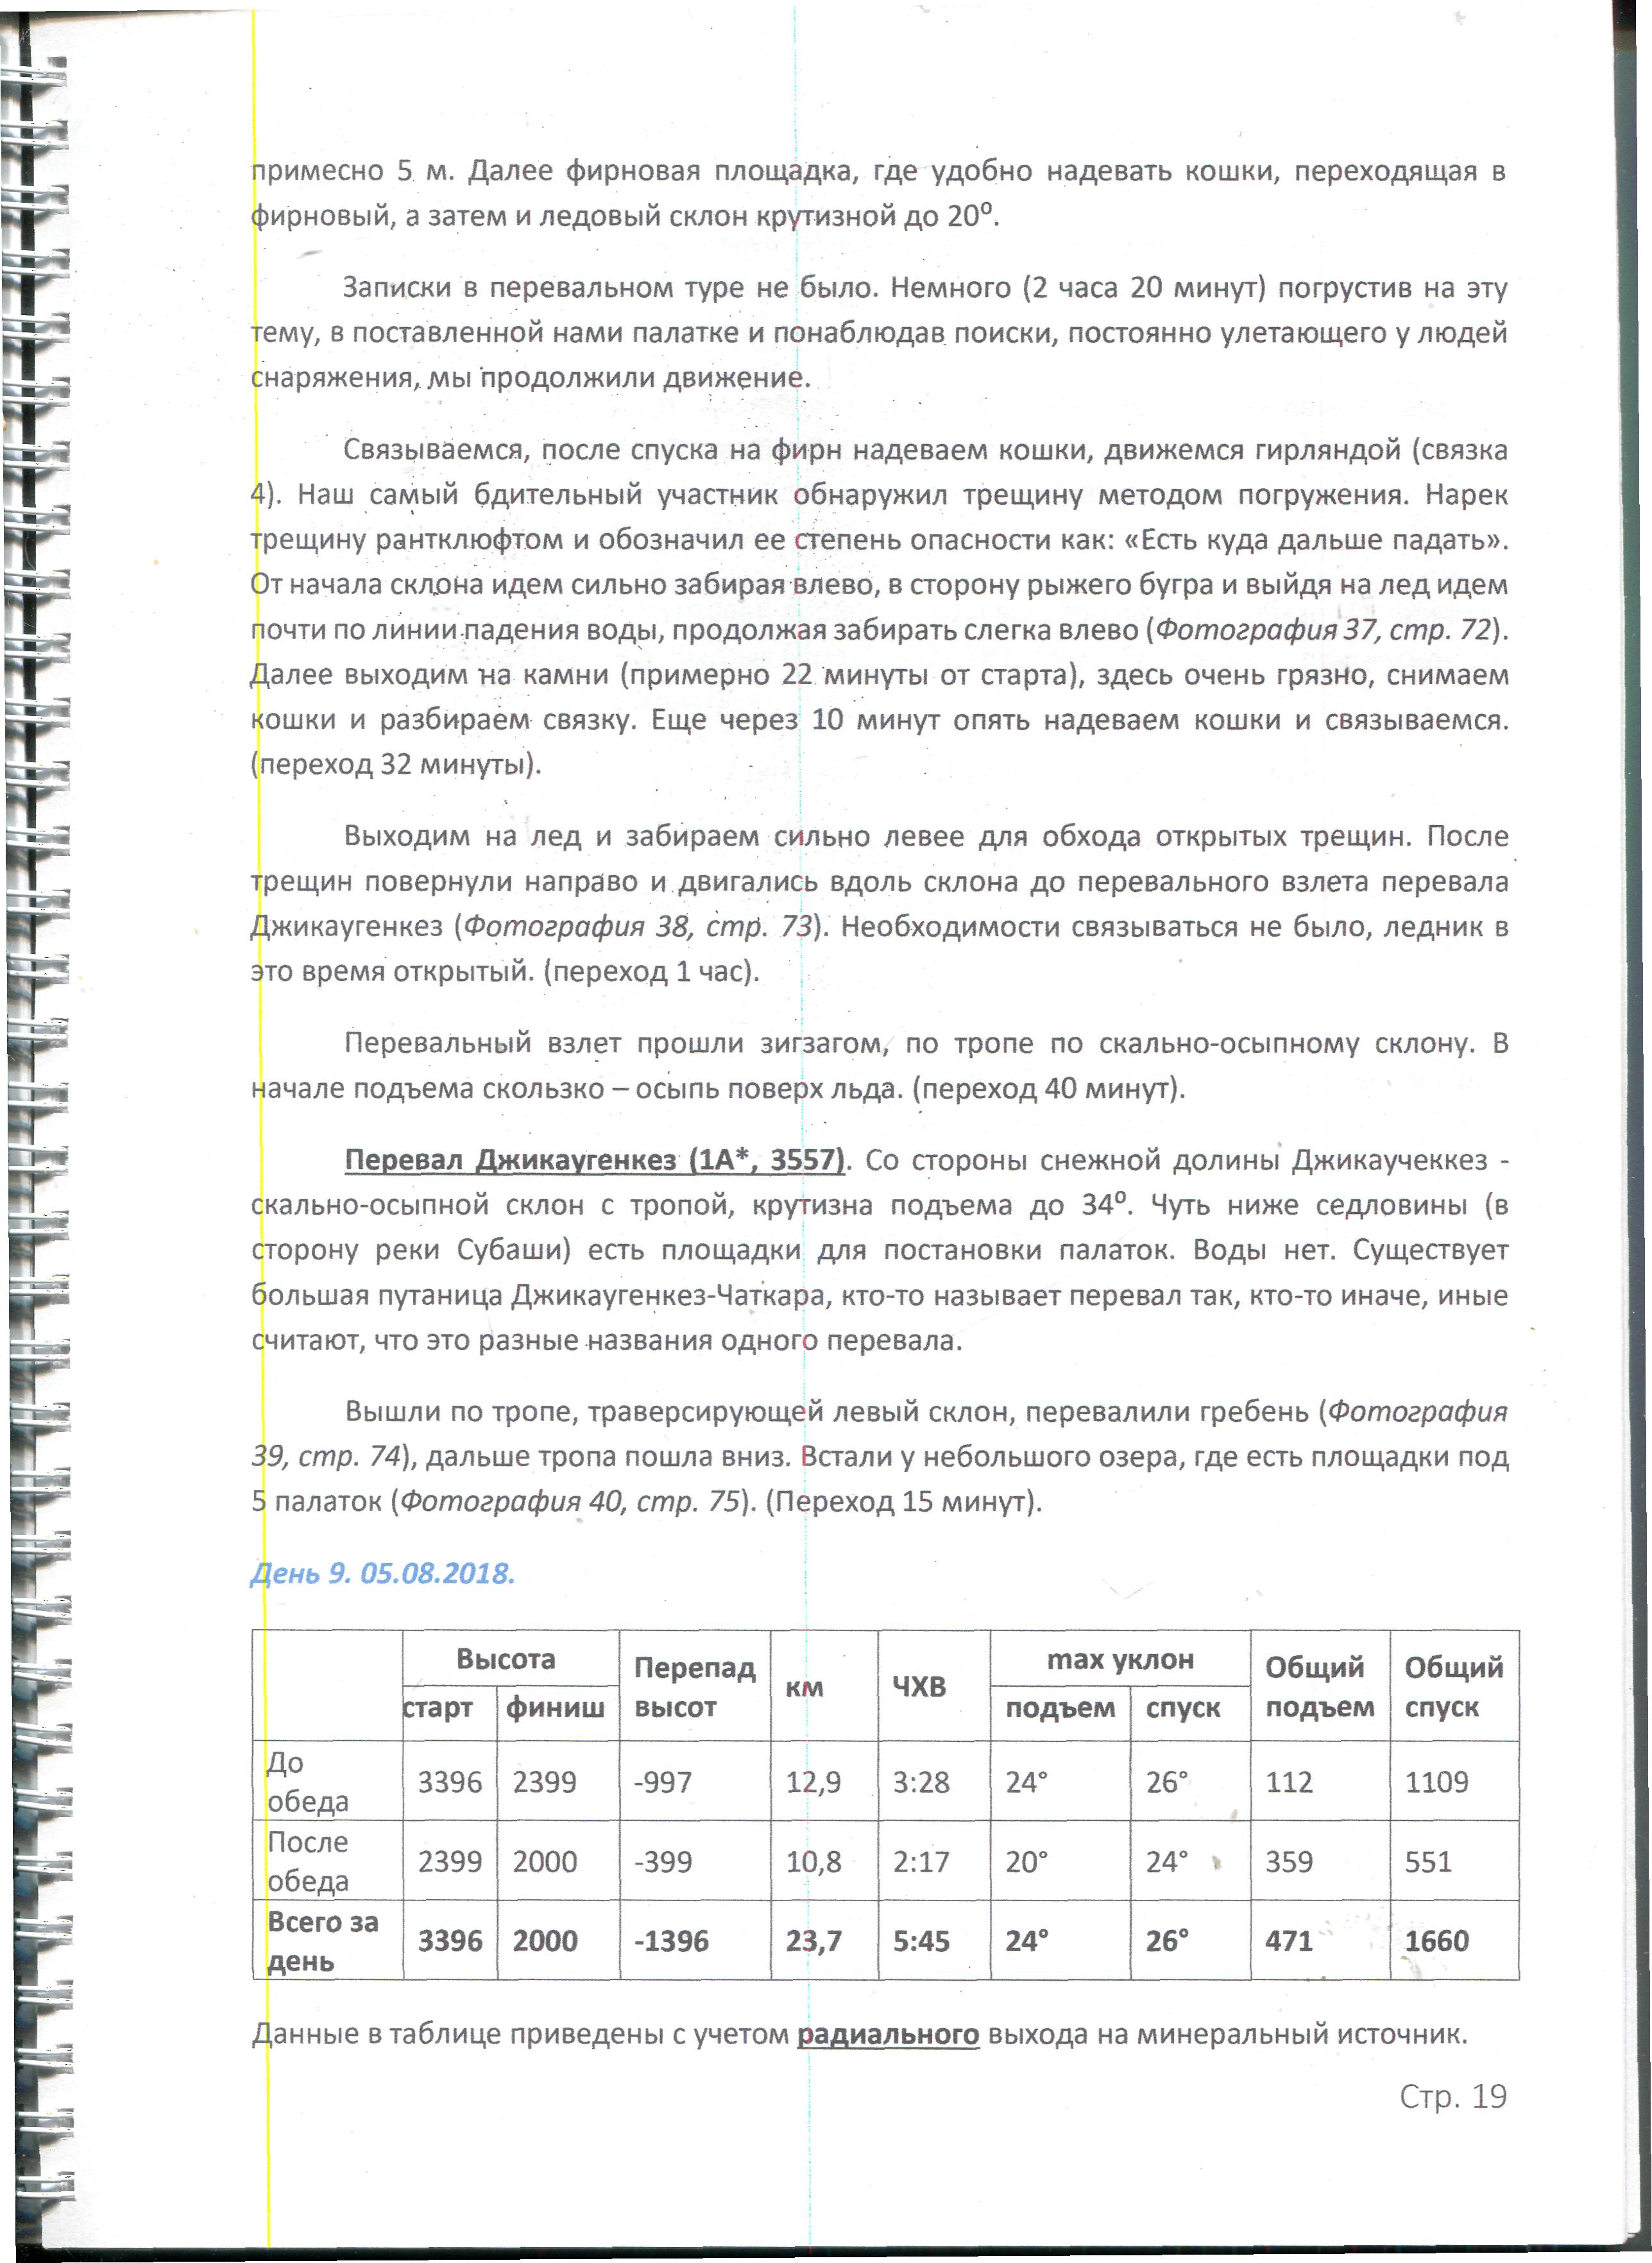 примесно 5 м. Далее фирновая площадка, где удобно надевать кошки, переходящая в
фирновый, а затем и ледовый склон крутизной до 20⁰.
Записки в перевальном туре не было. Немного (2 часа 20 минут) погрустив на эту
тему, в поставленной нами палатке и понаблюдав поиски, постоянно улетающего у людей
снаряжения, мы продолжили движение.
Связываемся, после спуска на фирн надеваем кошки, движемся гирляндой (связка
4). Наш самый бдительный участник обнаружил трещину методом погружения. Нарек
трещину рантклюфтом и обозначил ее степень опасности как: «Есть куда дальше падать».
От начала склона идем сильно забирая влево, в сторону рыжего бугра и выйдя на лед идем
почти по линии падения воды, продолжая забирать слегка влево (Фотография 37, стр. 72).
Далее выходим на камни (примерно 22 минуты от старта), здесь очень грязно, снимаем
кошки и разбираем связку. Еще через 10 минут опять надеваем кошки и связываемся.
(переход 32 минуты).
Выходим на лед и забираем сильно левее для обхода открытых трещин. После
трещин повернули направо и двигались вдоль склона до перевального взлета перевала
Джикаугенкез (Фотография 38, стр. 73). Необходимости связываться не было, ледник в
это время открытый. (переход 1 час).
Перевальный взлет прошли зигзагом, по тропе по скально-осыпному склону. В
начале подъема скользко – осыпь поверх льда. (переход 40 минут).
Перевал Джикаугенкез (1А*, 3557). Со стороны снежной долины Джикаучеккез -
скально-осыпной склон с тропой, крутизна подъема до 34⁰. Чуть ниже седловины (в
сторону реки Субаши) есть площадки для постановки палаток. Воды нет. Существует
большая путаница Джикаугенкез-Чаткара, кто-то называет перевал так, кто-то иначе, иные
считают, что это разные названия одного перевала.
Вышли по тропе, траверсирующей левый склон, перевалили гребень (Фотография
39, стр. 74), дальше тропа пошла вниз. Встали у небольшого озера, где есть площадки под
5 палаток (Фотография 40, стр. 75). (Переход 15 минут).
День 9. 05.08.2018.
Высота Перепад высот км ЧХВ max уклон Общий подъем Общий спуск
старт финиш подъем спуск
До обеда 3396 2399 -997 12,9 3:28 24° 26° 112 1109
После обеда 2399 2000 -399 10,8 2:17 20° 24° 359 551
Всего за день 3396 2000 -1396 23,7 5:45 24° 26° 471 1660
Данные в таблице приведены с учетом радиального выхода на минеральный источник.
Стр. 19